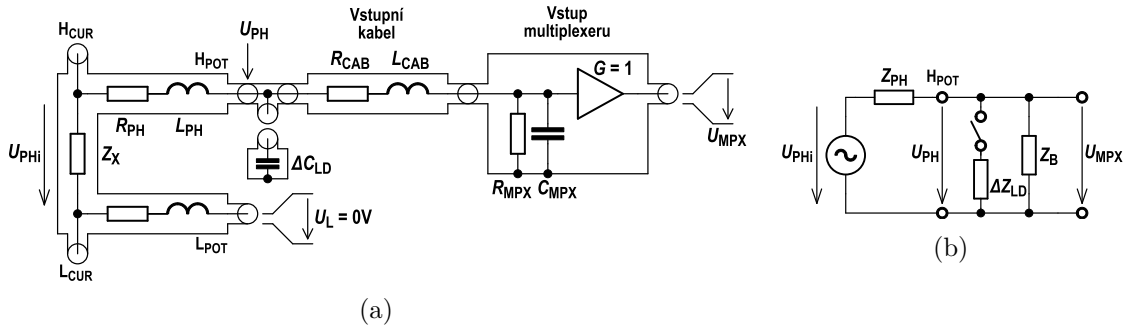 H_CUR
U_PH
H_POT
Vstupní
kabel
R_CAB
L_CAB
Vstup
multiplexeru
G = 1
R_PH
L_PH
U_PHi
Z_X
ΔC_LD
R_MPX
C_MPX
U_MPX
U_L = 0V
L_POT
L_CUR
(a)
Z_PH
H_POT
U_PHi
U_PH
ΔZ_LD
Z_B
U_MPX
(b)